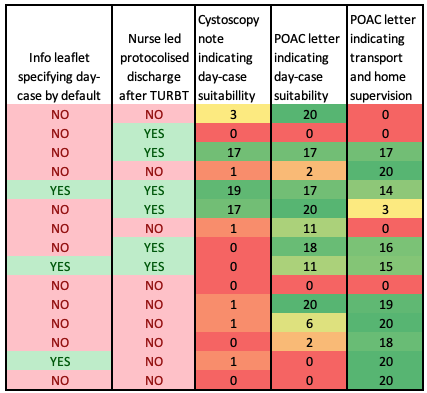 Info leaflet specifying day-case by default | Nurse led protocolised discharge after TURBT | Cystoscopy note indicating day-case suitability | POAC letter indicating day-case suitability | POAC letter indicating transport and home supervision
NO | NO | 3 | 20 | 0
NO | YES | 0 | 0 | 0
NO | YES | 17 | 17 | 17
NO | NO | 1 | 2 | 20
YES | YES | 19 | 17 | 14
NO | YES | 17 | 20 | 3
NO | NO | 1 | 11 | 0
NO | YES | 0 | 18 | 16
YES | YES | 0 | 11 | 15
NO | NO | 0 | 0 | 0
NO | NO | 1 | 20 | 19
NO | NO | 1 | 6 | 20
NO | NO | 0 | 2 | 18
YES | NO | 1 | 0 | 20
NO | NO | 0 | 0 | 20